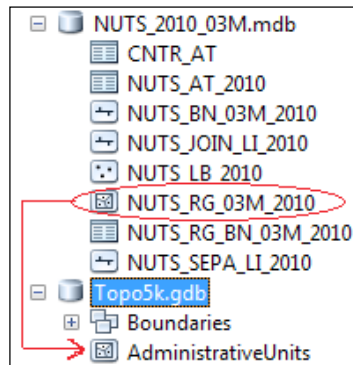 NUTS_2010_03M.mdb
CNTR_AT
NUTS_AT_2010
NUTS_BN_03M_2010
NUTS_JOIN_LI_2010
NUTS_LB_2010
NUTS_RG_03M_2010
NUTS_RG_BN_03M_2010
NUTS_SEPA_LI_2010
Topo5k.gdb
Boundaries
AdministrativeUnits